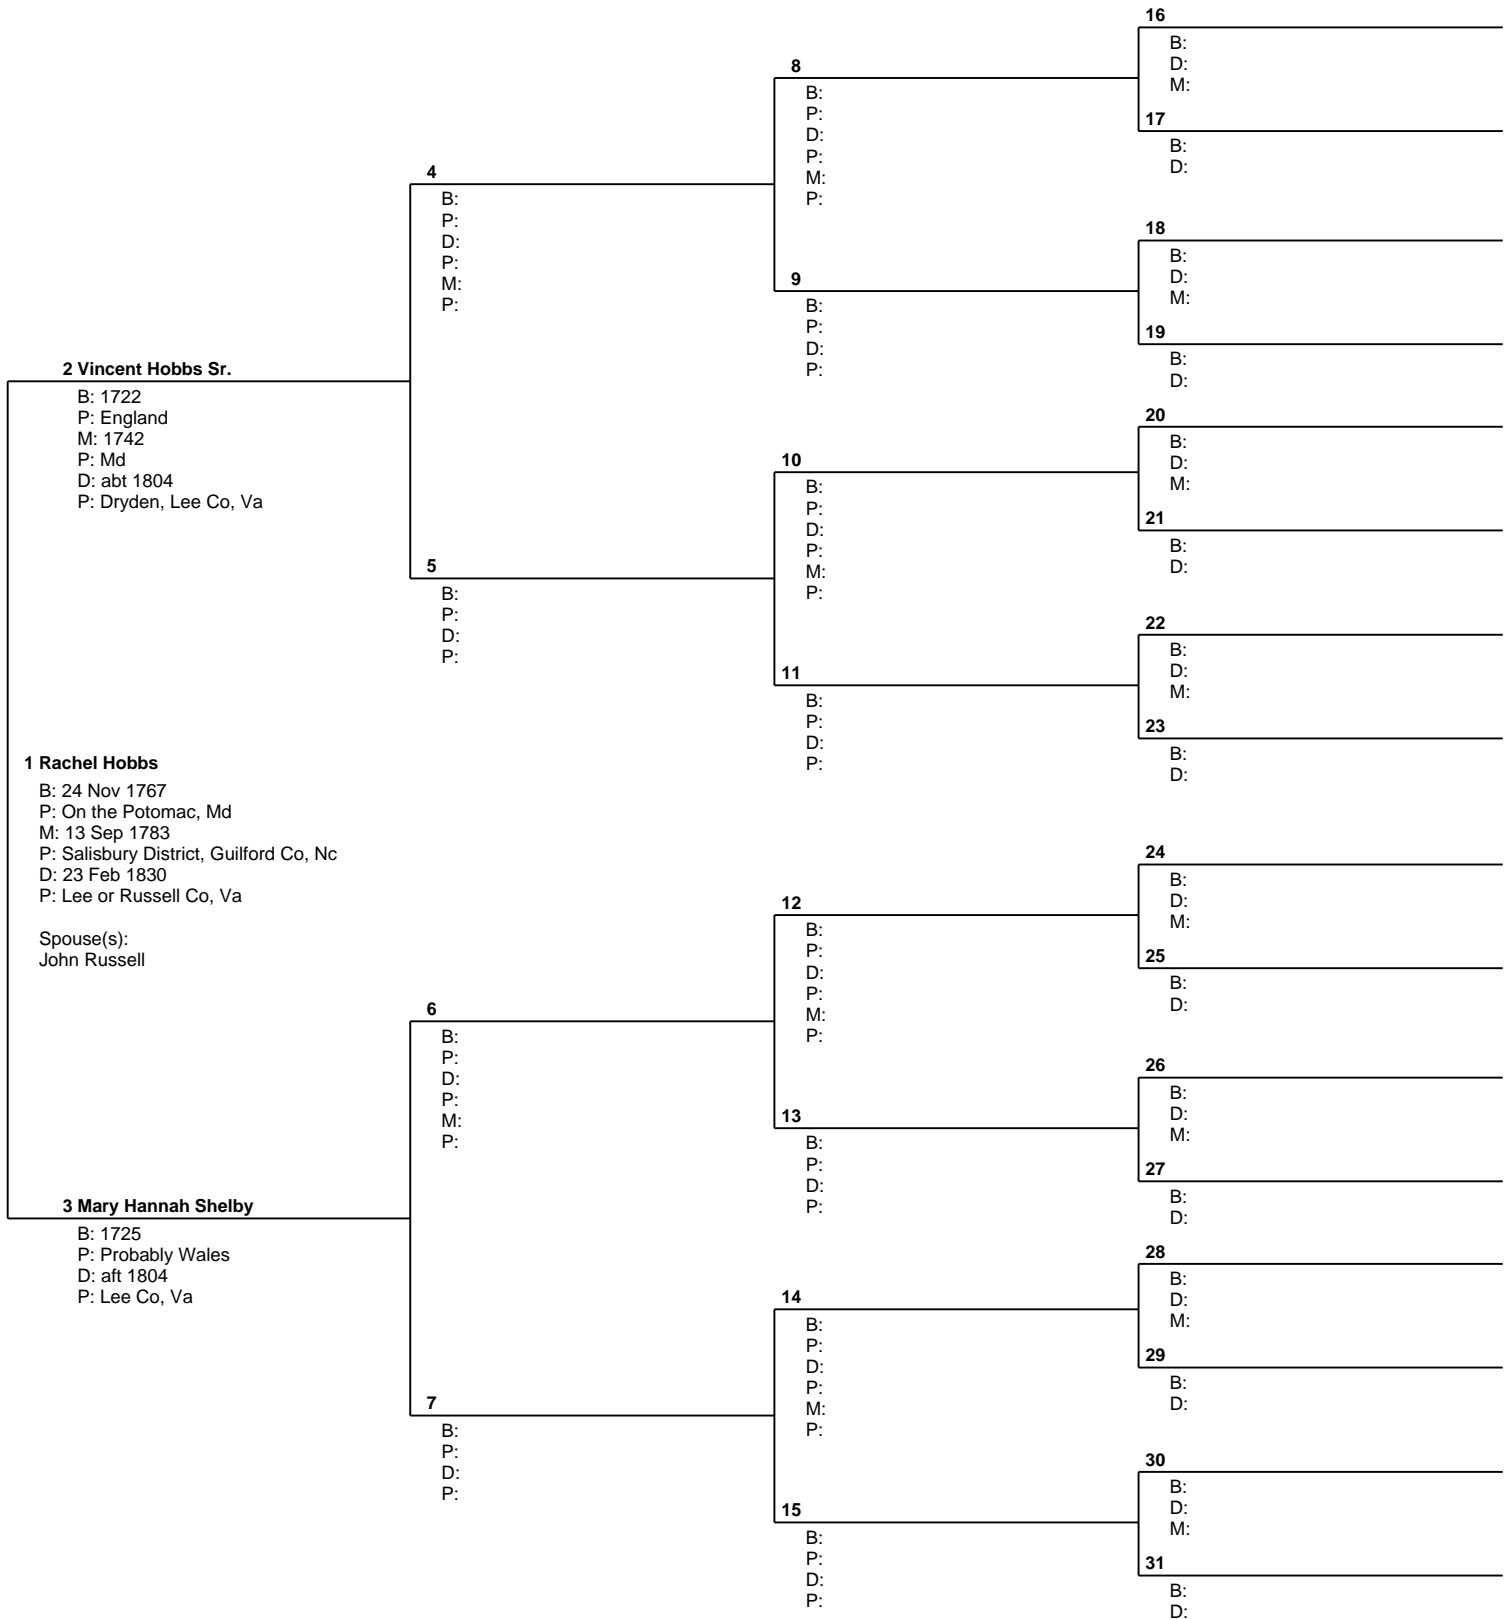 16
B:
D:
M:
8
B:
P:
D:
P:
M:
P:
17
B:
D:
4
B:
P:
D:
P:
M:
P:
18
B:
D:
M:
9
B:
P:
D:
P:
19
B:
D:
2 Vincent Hobbs Sr.
B: 1722
P: England
M: 1742
P: Md
D: abt 1804
P: Dryden, Lee Co, Va
20
B:
D:
M:
10
B:
P:
D:
P:
M:
P:
21
B:
D:
5
B:
P:
D:
P:
22
B:
D:
M:
11
B:
P:
D:
P:
23
B:
D:
1 Rachel Hobbs
B: 24 Nov 1767
P: On the Potomac, Md
M: 13 Sep 1783
P: Salisbury District, Guilford Co, Nc
D: 23 Feb 1830
P: Lee or Russell Co, Va
Spouse(s):
John Russell
24
B:
D:
M:
12
B:
P:
D:
P:
M:
P:
25
B:
D:
6
B:
P:
D:
P:
M:
P:
26
B:
D:
M:
13
B:
P:
D:
P:
27
B:
D:
3 Mary Hannah Shelby
B: 1725
P: Probably Wales
D: aft 1804
P: Lee Co, Va
28
B:
D:
M:
14
B:
P:
D:
P:
M:
P:
29
B:
D:
7
B:
P:
D:
P:
30
B:
D:
M:
15
B:
P:
D:
P:
31
B:
D: